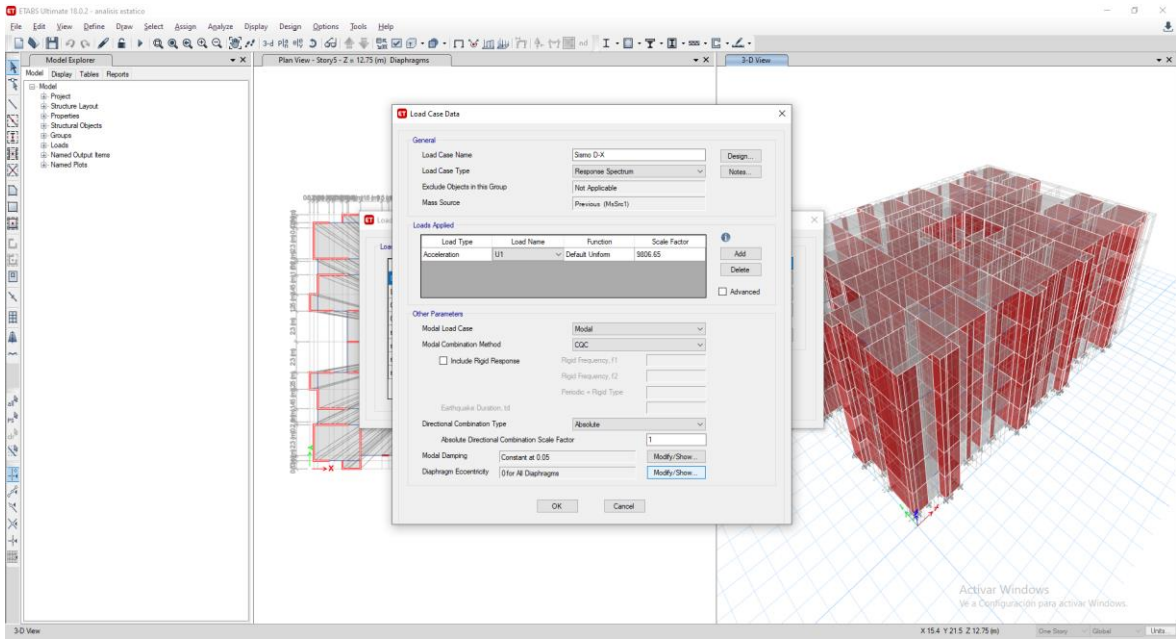 ETABS Ultimate 18.0.2 - analisis estatico
File Edit View Define Draw Select Assign Analyze Display Design Options Tools Help
Model Explorer
Plan View - Story5 - Z = 12.75 (m) Diaphragms
3-D View
Model Display Tables Reports
Model
Project
Structure Layout
Properties
Structural Objects
Groups
Loads
Named Output Items
Named Plots
Load Case Data
General
Load Case Name Sismo D-X Design...
Load Case Type Response Spectrum Notes...
Exclude Objects in this Group Not Applicable
Mass Source Previous (MsSrc1)
Loads Applied
Load Type Load Name Function Scale Factor
Acceleration U1 Default Uniform 9806.65
Add
Delete
Advanced
Other Parameters
Modal Load Case Modal
Modal Combination Method CQC
Include Rigid Response Rigid Frequency, f1
Rigid Frequency, f2
Periodic + Rigid Type
Earthquake Duration, td
Directional Combination Type Absolute
Absolute Directional Combination Scale Factor 1
Modal Damping Constant at 0.05 Modify/Show...
Diaphragm Eccentricity 0 for All Diaphragms Modify/Show...
OK Cancel
X
Activar Windows
Ve a Configuración para activar Windows.
3-D View X 15.4 Y 21.5 Z 12.75 (m) One Story Global Units